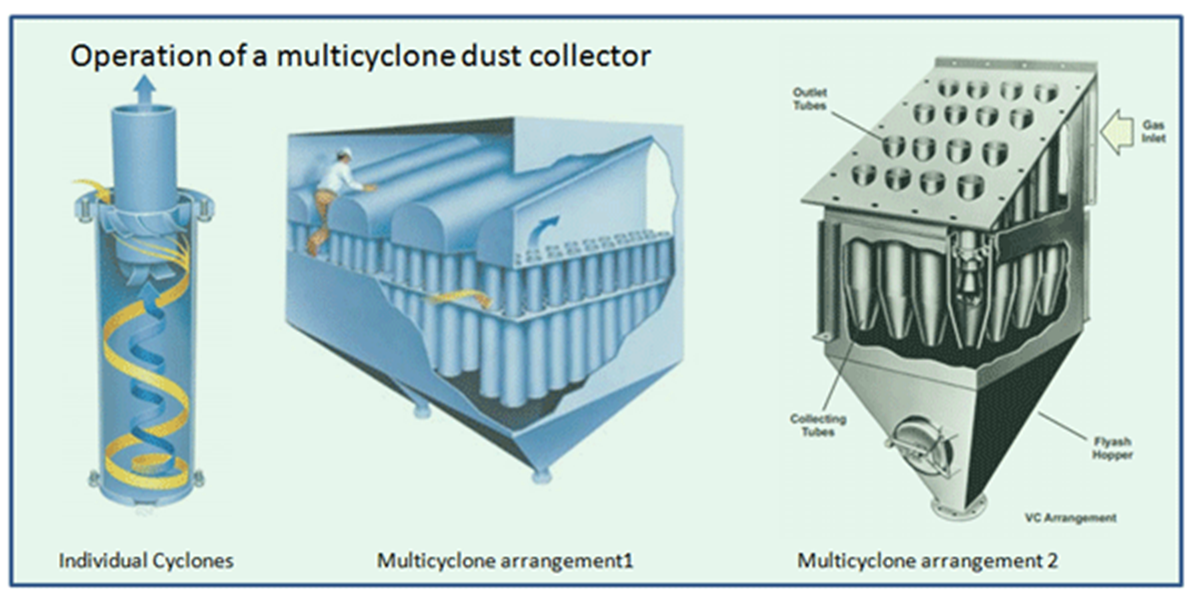 Operation of a multicyclone dust collector
Outlet
Tubes
Gas
Inlet
Collecting
Tubes
Flyash
Hopper
VC Arrangement
Individual Cyclones
Multicyclone arrangement1
Multicyclone arrangement 2